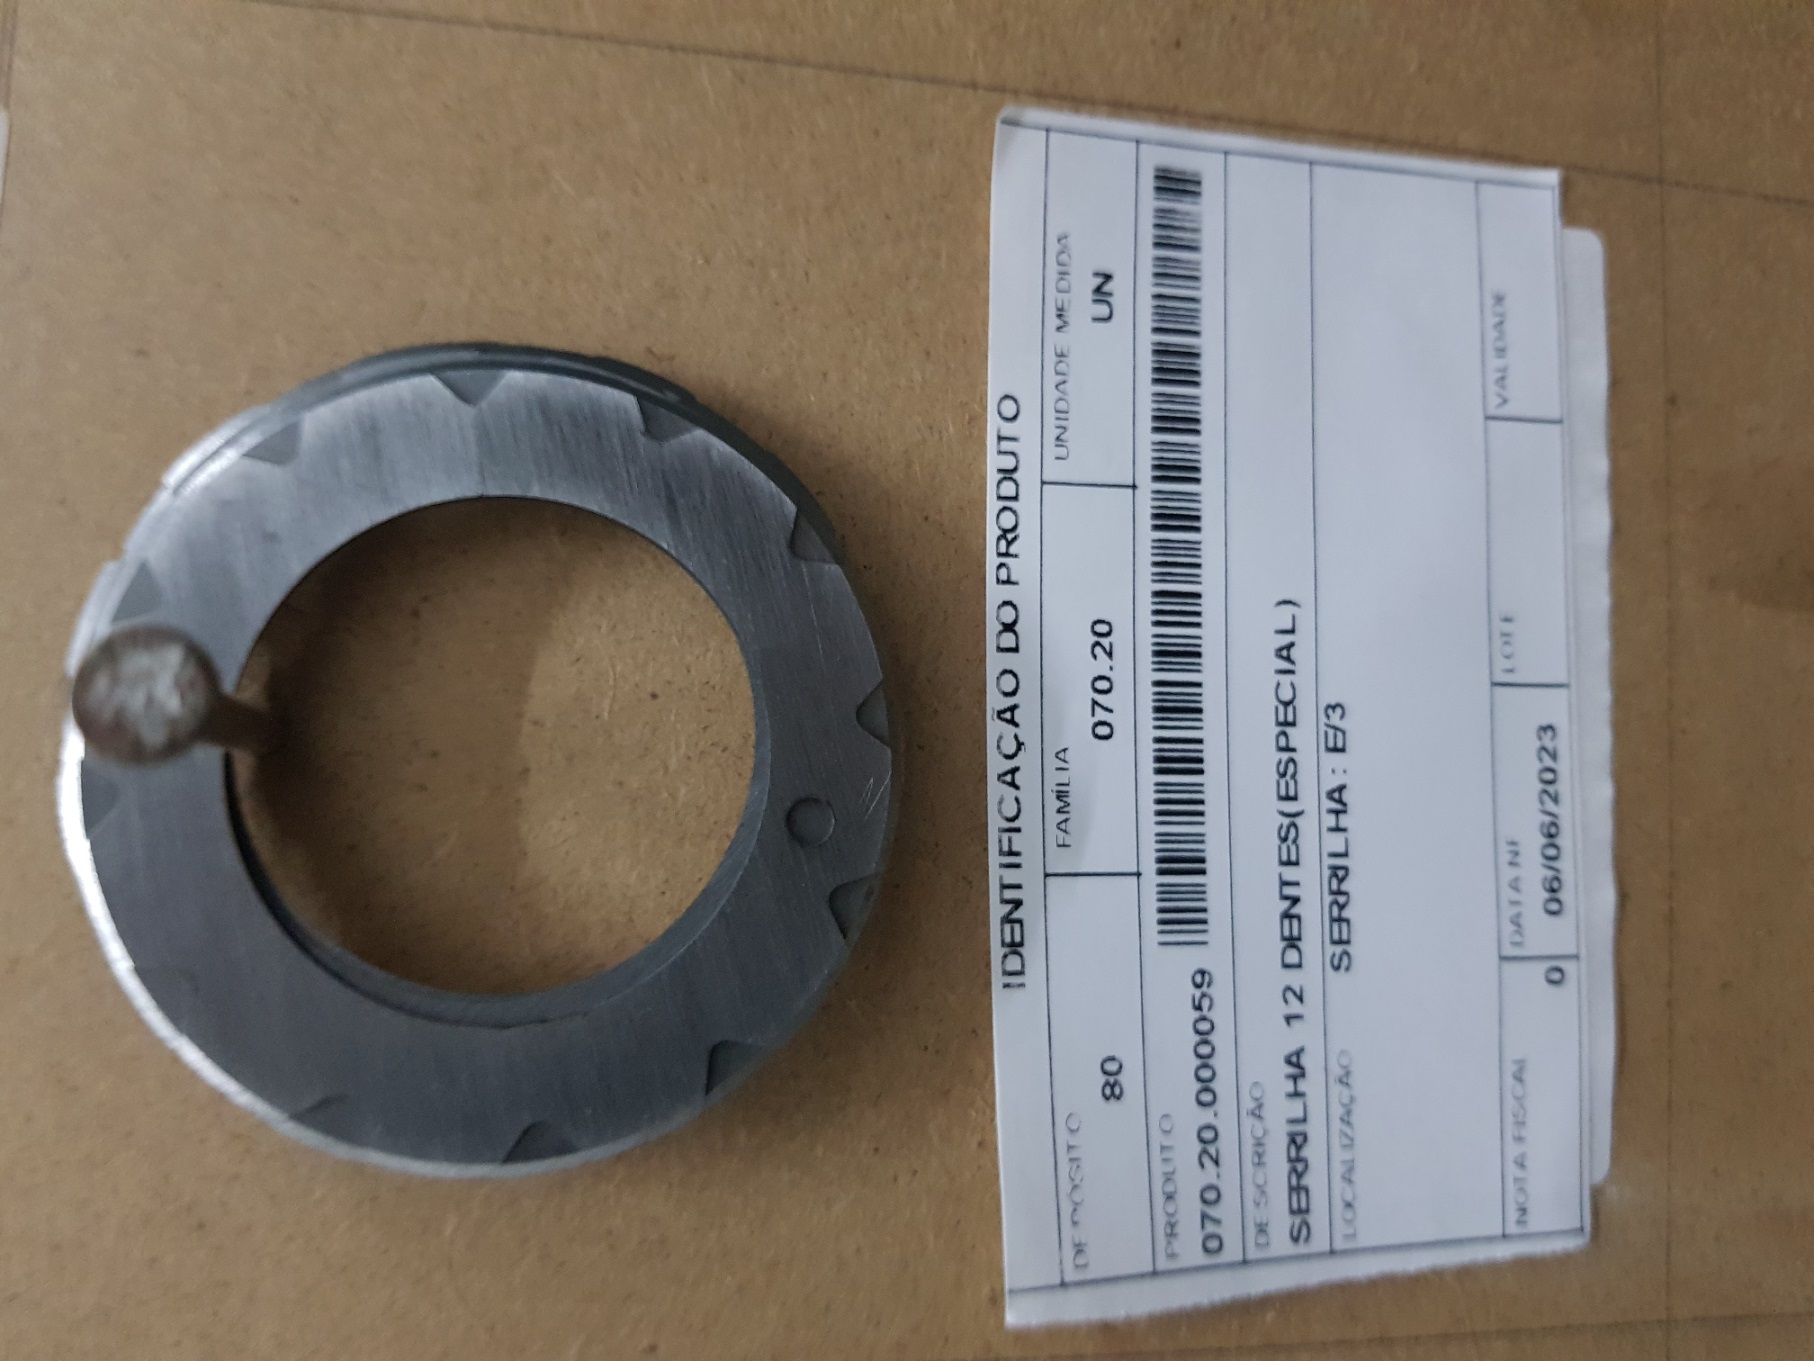 IDENTIFICAÇÃO DO PRODUTO
DEPÓSITO FAMÍLIA UNIDADE MEDIDA
80 070.20 UN
PRODUTO
070.20.000059
DESCRIÇÃO
SERRILHA 12 DENTES(ESPECIAL)
LOCALIZAÇÃO SERRILHA: E/3
NOTA FISCAL DATA NF LOTE VALIDADE
0 06/06/2023